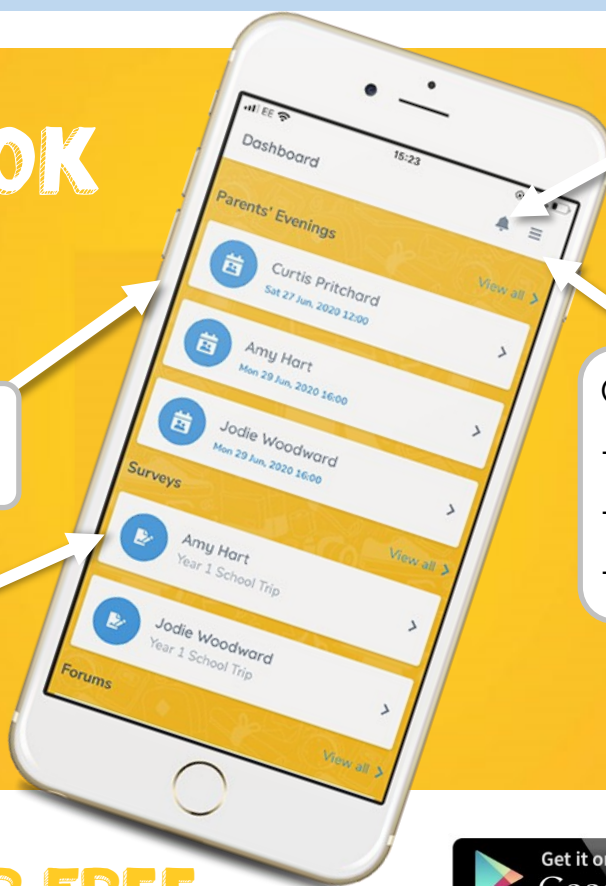 OK
EE
15:23
Dashboard
Parents' Evenings
View all
Curtis Pritchard
Sat 27 Jun, 2020 12:00
Amy Hart
Mon 29 Jun, 2020 16:00
Jodie Woodward
Mon 29 Jun, 2020 16:00
Surveys
View all
Amy Hart
Year 1 School Trip
Jodie Woodward
Year 1 School Trip
Forums
View all
FREE
Get it o